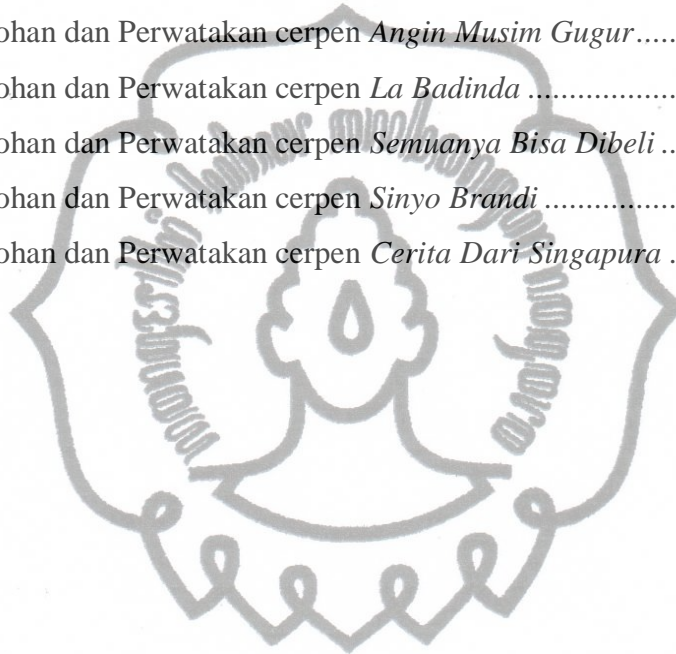 ohan dan Perwatakan cerpen Angin Musim Gugur.....
ohan dan Perwatakan cerpen La Badinda ..................
ohan dan Perwatakan cerpen Semuanya Bisa Dibeli ..
ohan dan Perwatakan cerpen Sinyo Brandi .................
ohan dan Perwatakan cerpen Cerita Dari Singapura .